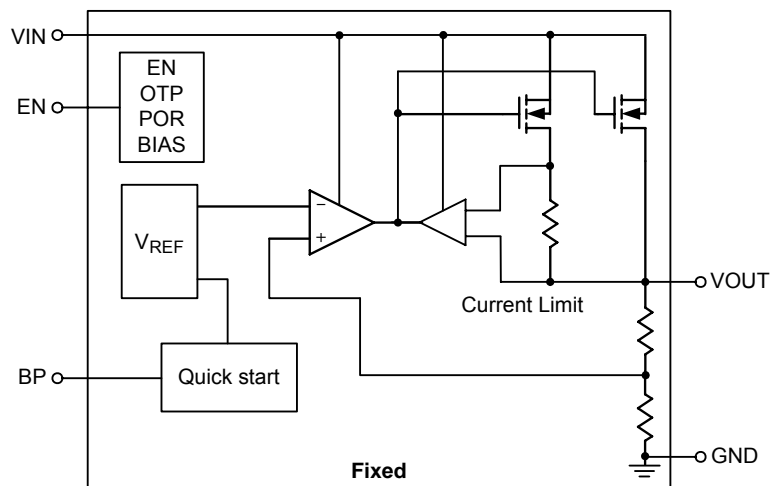 VIN
EN
EN
OTP
POR
BIAS
VREF
−
+
Current Limit
VOUT
BP
Quick start
GND
Fixed